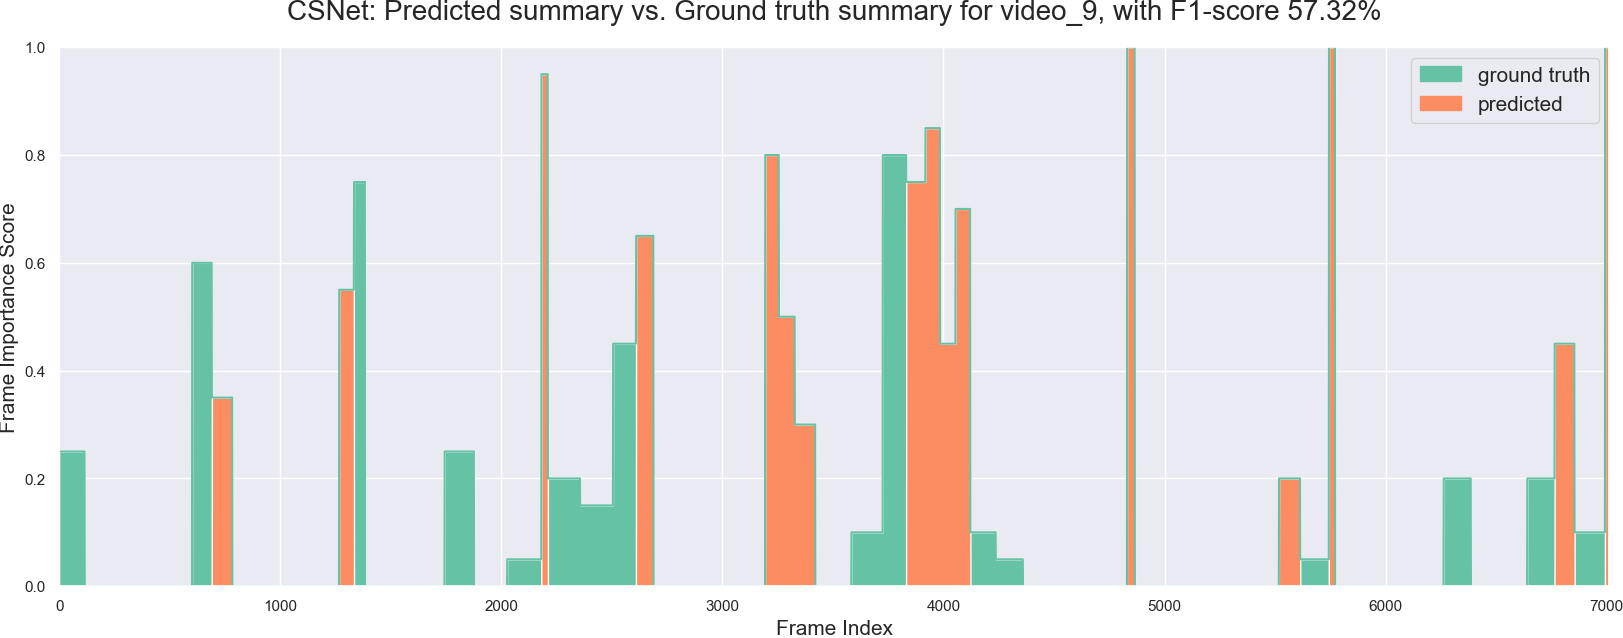 CSNet: Predicted summary vs. Ground truth summary for video_9, with F1-score 57.32%
Frame Importance Score
1.0
0.8
0.6
0.4
0.2
0.0
ground truth
predicted
0 1000 2000 3000 4000 5000 6000 7000
Frame Index